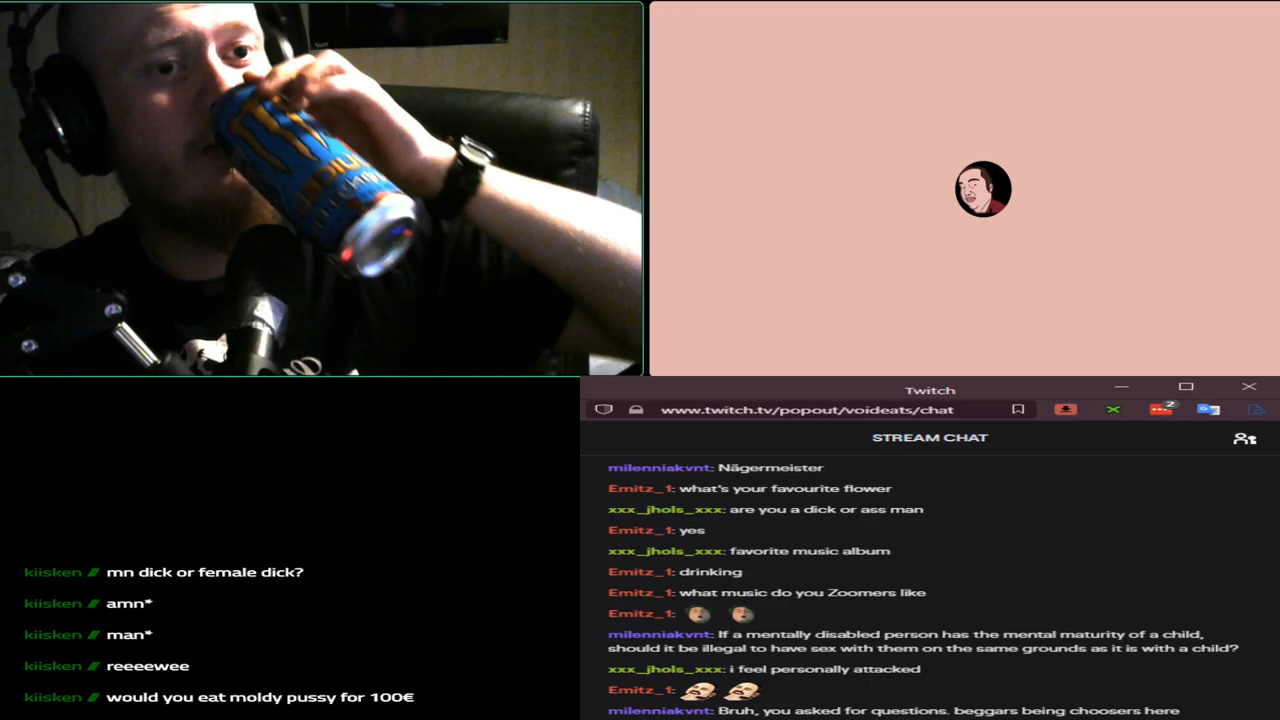 Twitch
www.twitch.tv/popout/voideats/chat
2
STREAM CHAT
milenniakvnt: Nägermeister
Emitz_1: what's your favourite flower
xxx_jhols_xxx: are you a dick or ass man
Emitz_1: yes
xxx_jhols_xxx: favorite music album
Emitz_1: drinking
Emitz_1: what music do you Zoomers like
Emitz_1:
milenniakvnt: If a mentally disabled person has the mental maturity of a child,
should it be illegal to have sex with them on the same grounds as it is with a child?
xxx_jhols_xxx: i feel personally attacked
Emitz_1:
milenniakvnt: Bruh, you asked for questions. beggars being choosers here
kiisken // mn dick or female dick?
kiisken // amn*
kiisken // man*
kiisken // reeeewee
kiisken // would you eat moldy pussy for 100€